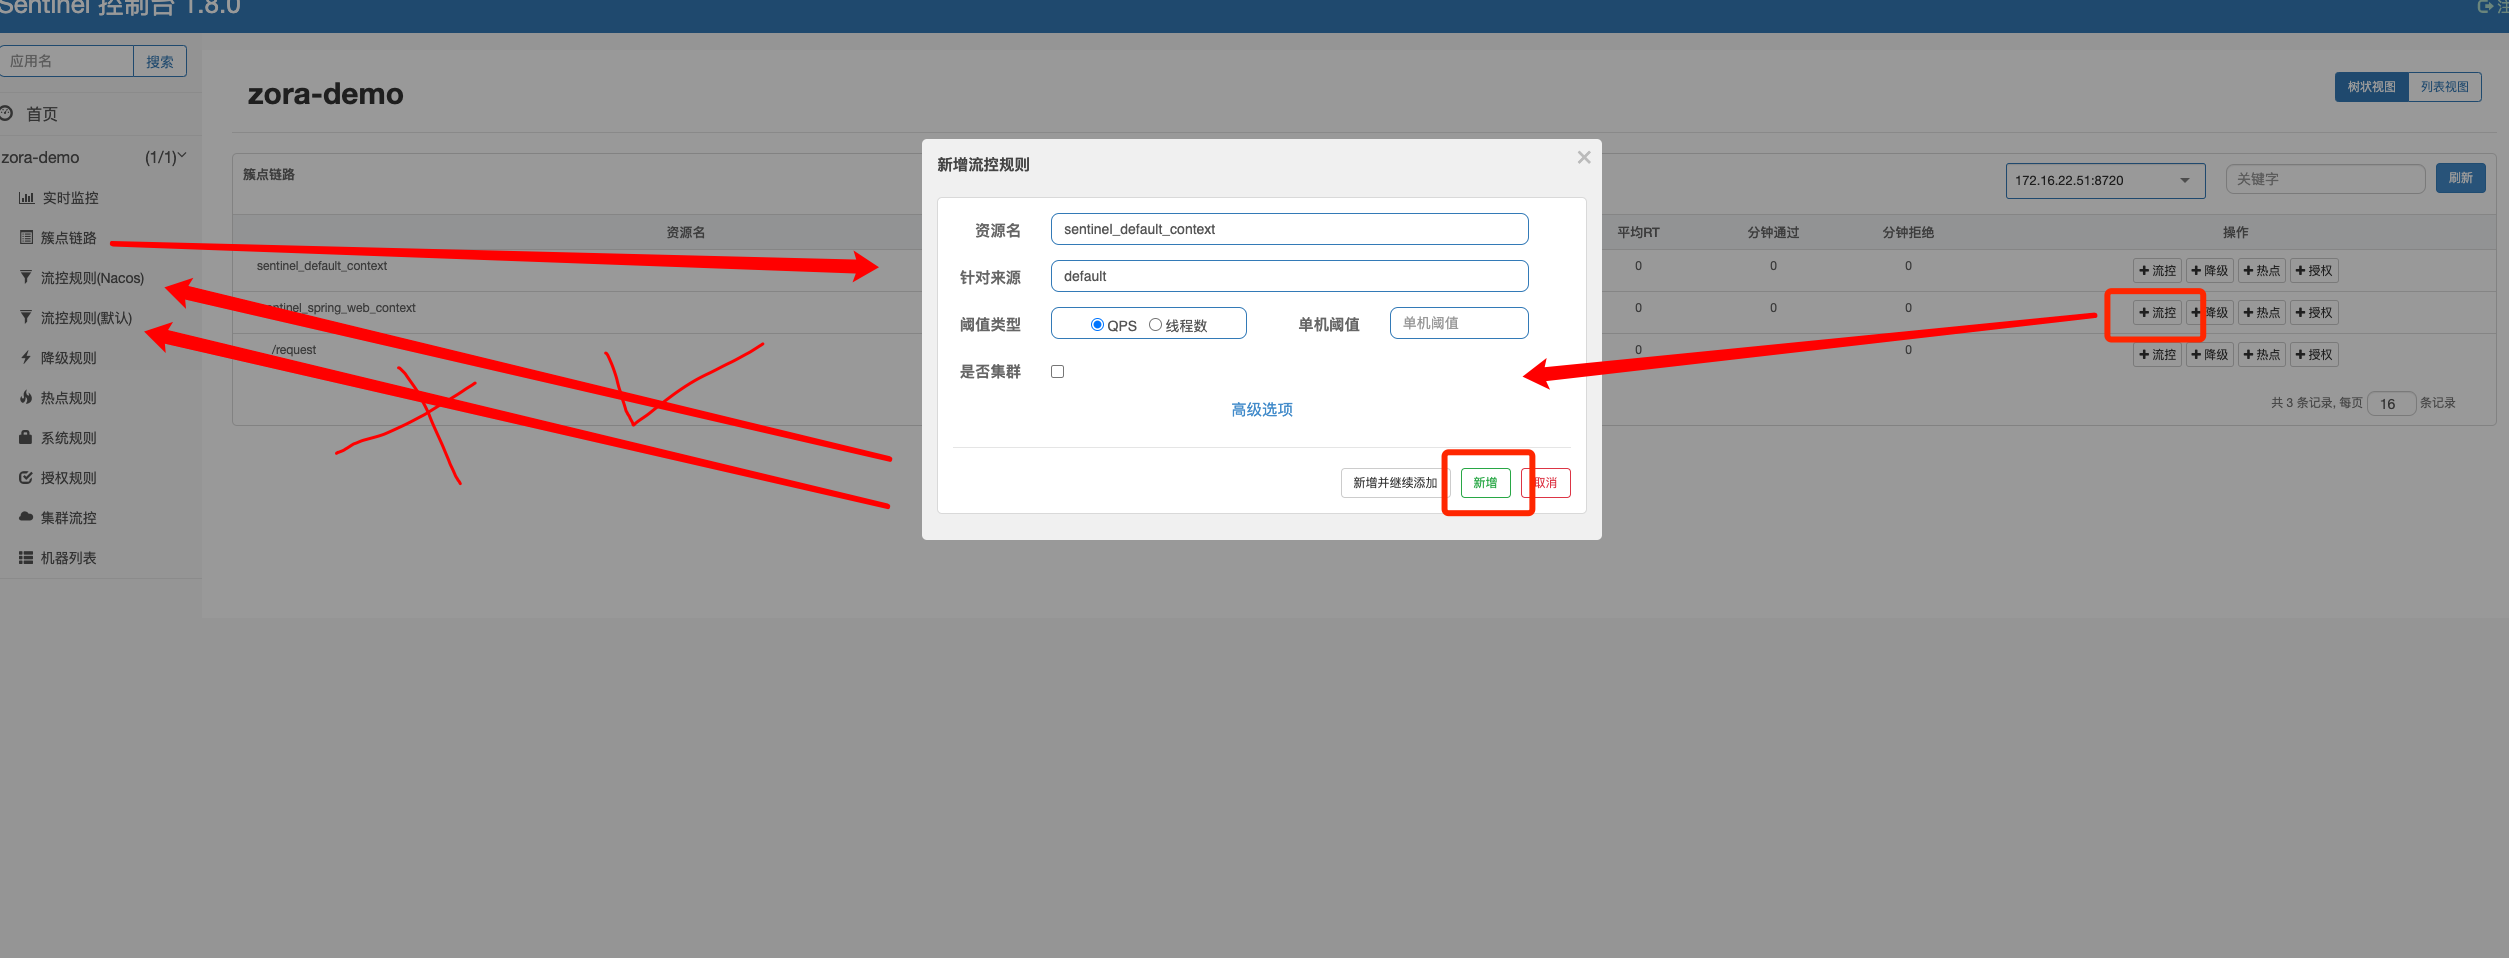 Sentinel 控制台 1.8.0
注
应用名
搜索
首页
zora-demo (1/1)
实时监控
簇点链路
流控规则(Nacos)
流控规则(默认)
降级规则
热点规则
系统规则
授权规则
集群流控
机器列表
zora-demo
树状视图 列表视图
簇点链路
172.16.22.51:8720
关键字
刷新
资源名 平均RT 分钟通过 分钟拒绝 操作
sentinel_default_context 0 0 0 流控 降级 热点 授权
sentinel_spring_web_context 0 0 0 流控 降级 热点 授权
/request 0 0 流控 降级 热点 授权
共 3 条记录, 每页 16 条记录
新增流控规则
资源名 sentinel_default_context
针对来源 default
阈值类型 QPS 线程数 单机阈值 单机阈值
是否集群
高级选项
新增并继续添加 新增 取消